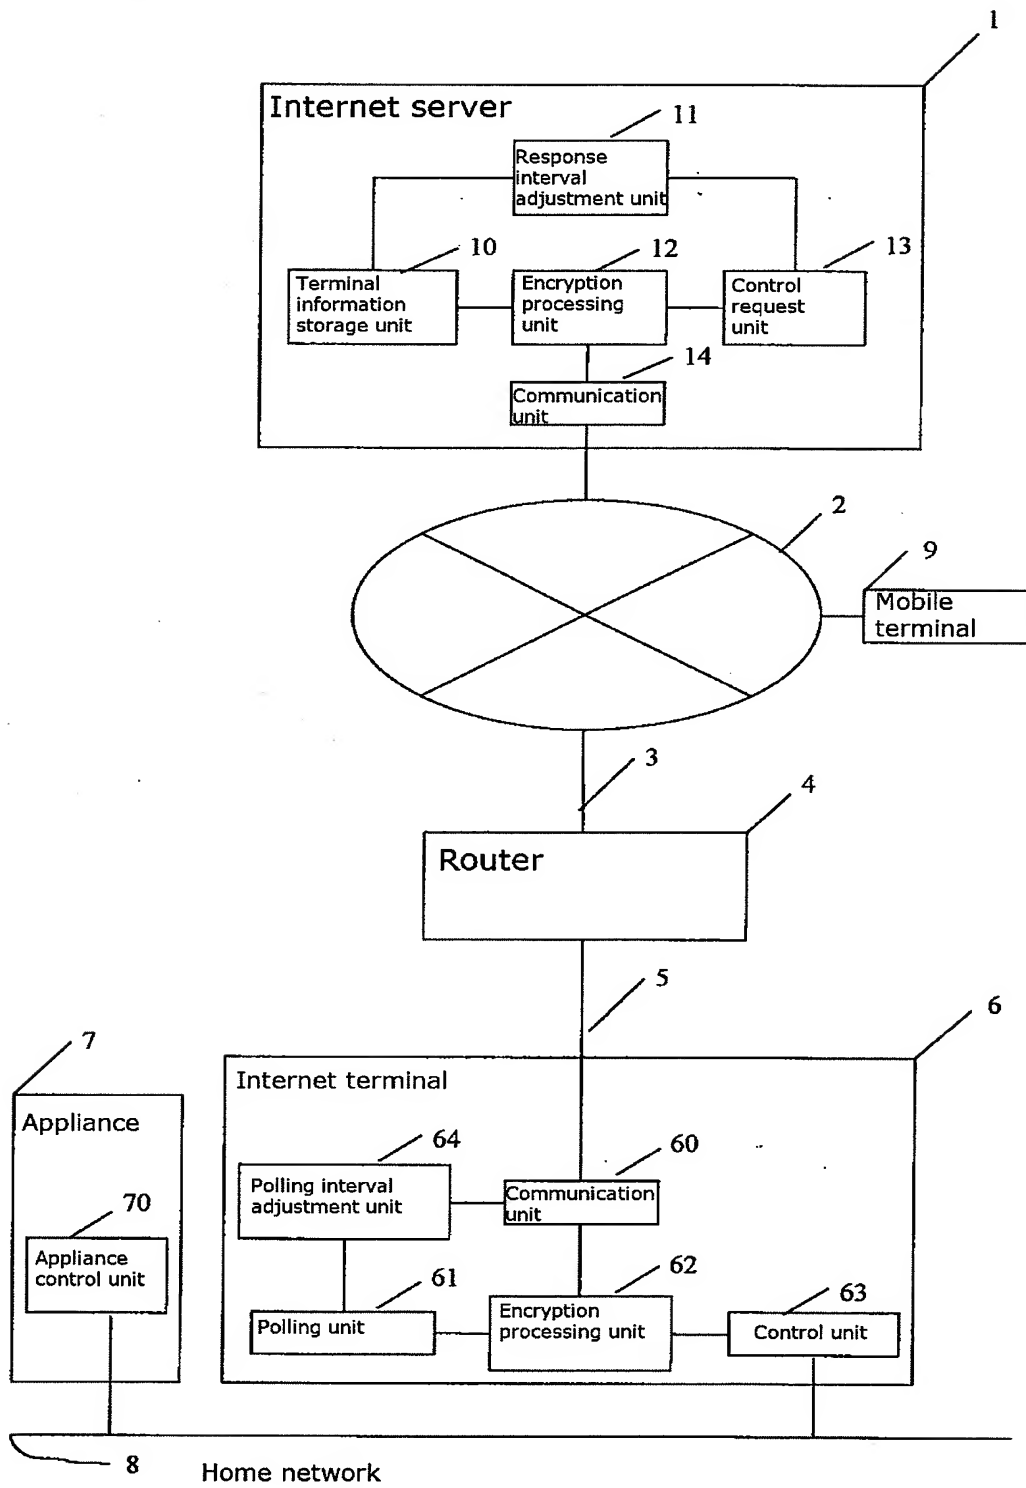 1
Internet server
11
Response
interval
adjustment unit
10
12
13
Terminal
information
storage unit
Encryption
processing
unit
Control
request
unit
14
Communication
unit
2
9
Mobile
terminal
3
4
Router
5
6
7
Internet terminal
Appliance
64
60
Polling interval
adjustment unit
Communication
unit
70
Appliance
control unit
61
62
63
Polling unit
Encryption
processing unit
Control unit
8
Home network